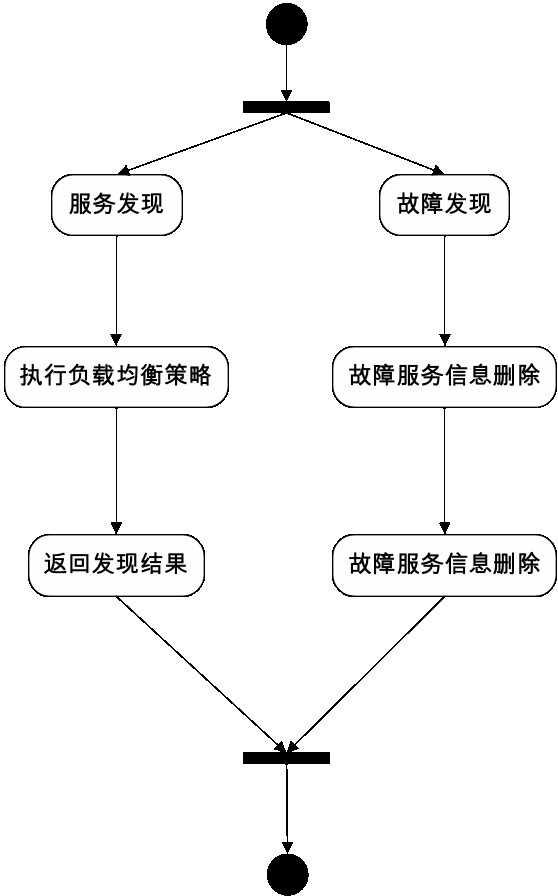 服务发现
故障发现
执行负载均衡策略
故障服务信息删除
返回发现结果
故障服务信息删除